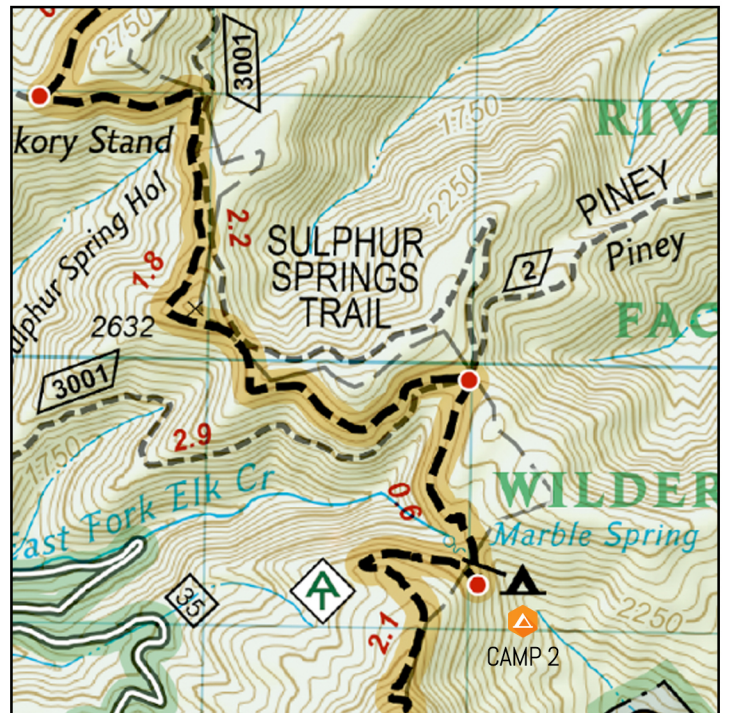 2750
3001
RIVE
1750
kory Stand
2250
PINEY
Piney
ulphur Spring Hol
2.2
SULPHUR
SPRINGS
TRAIL
1.8
2
2632
FAC
3001
2.9
1750
0.6
WILDER
East Fork Elk Cr
Marble Spring
35
AT
2.1
2250
CAMP 2